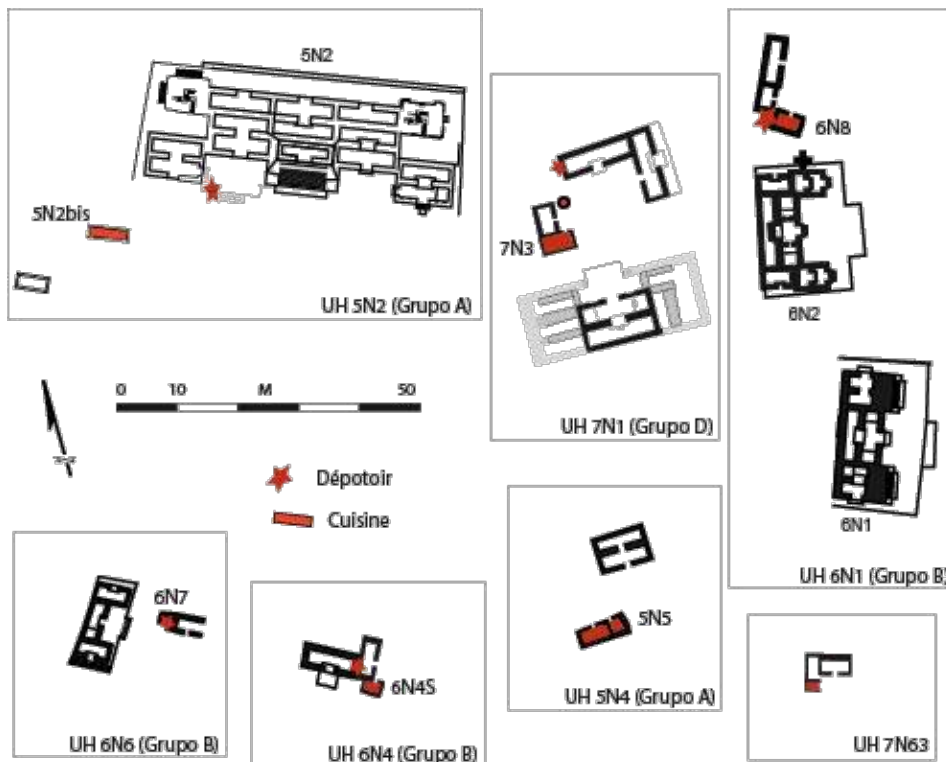 5N2
5N2bis
UH 5N2 (Grupo A)
7N3
UH 7N1 (Grupo D)
6N8
6N2
6N1
UH 6N1 (Grupo B)
0 10 M 50
Dépotoir
Cuisine
6N7
UH 6N6 (Grupo B)
6N4S
UH 6N4 (Grupo B)
5N5
UH 5N4 (Grupo A)
UH 7N63